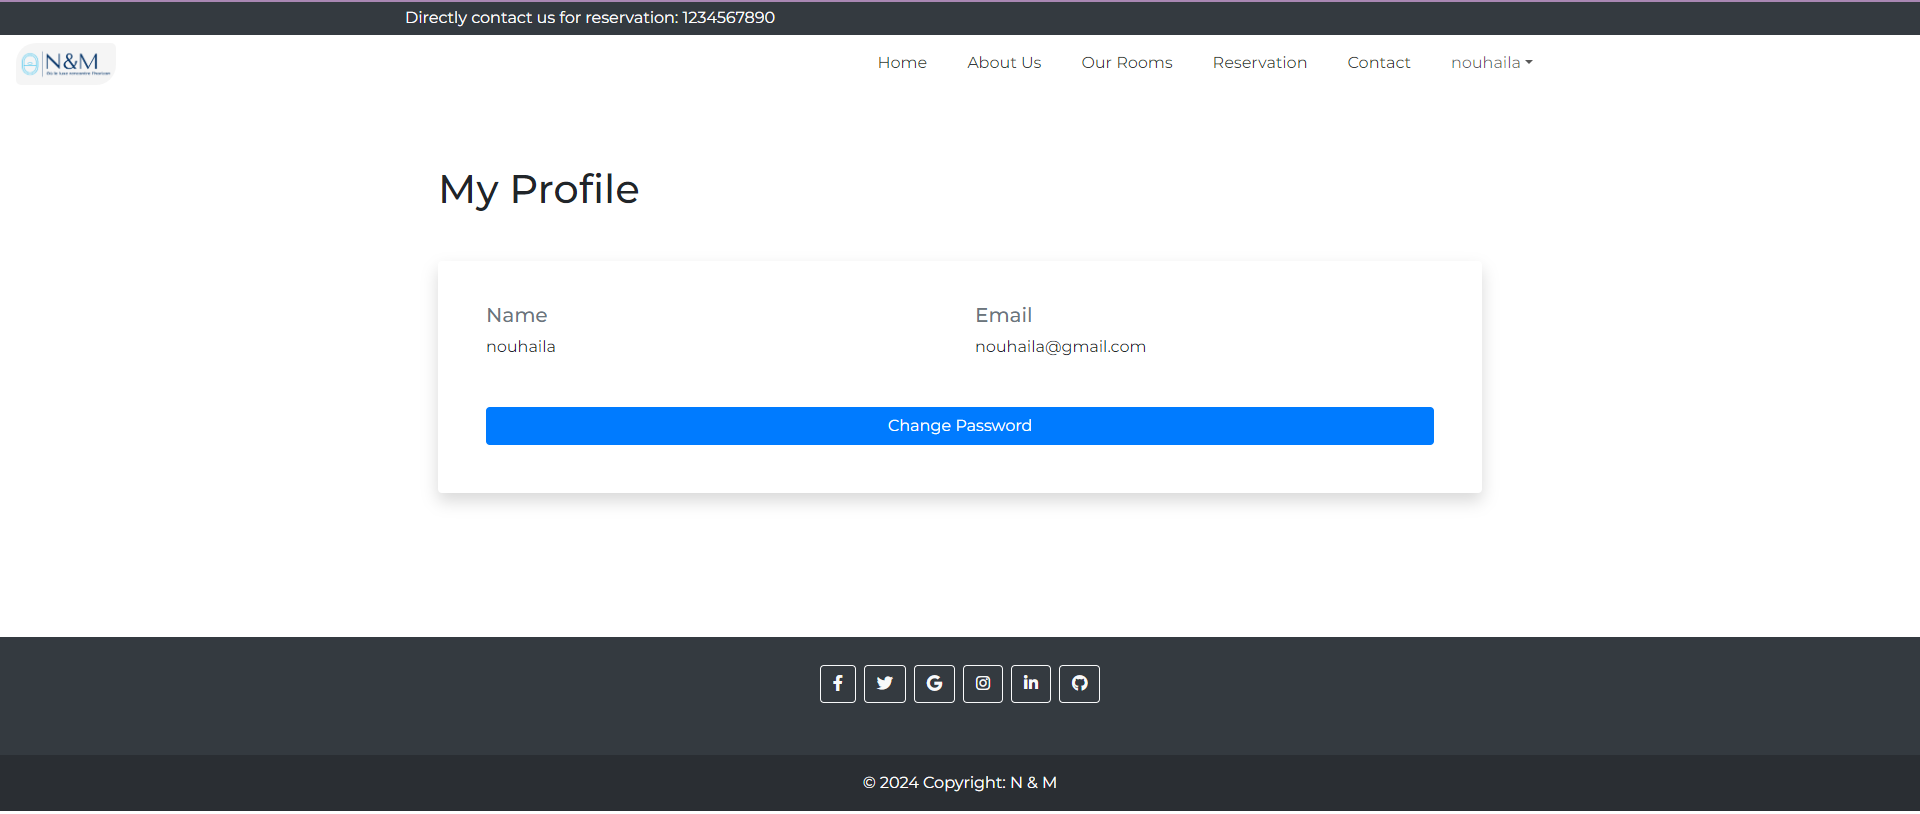 Directly contact us for reservation: 1234567890
N&M
Home About Us Our Rooms Reservation Contact nouhaila
My Profile
Name Email
nouhaila nouhaila@gmail.com
Change Password
© 2024 Copyright: N & M